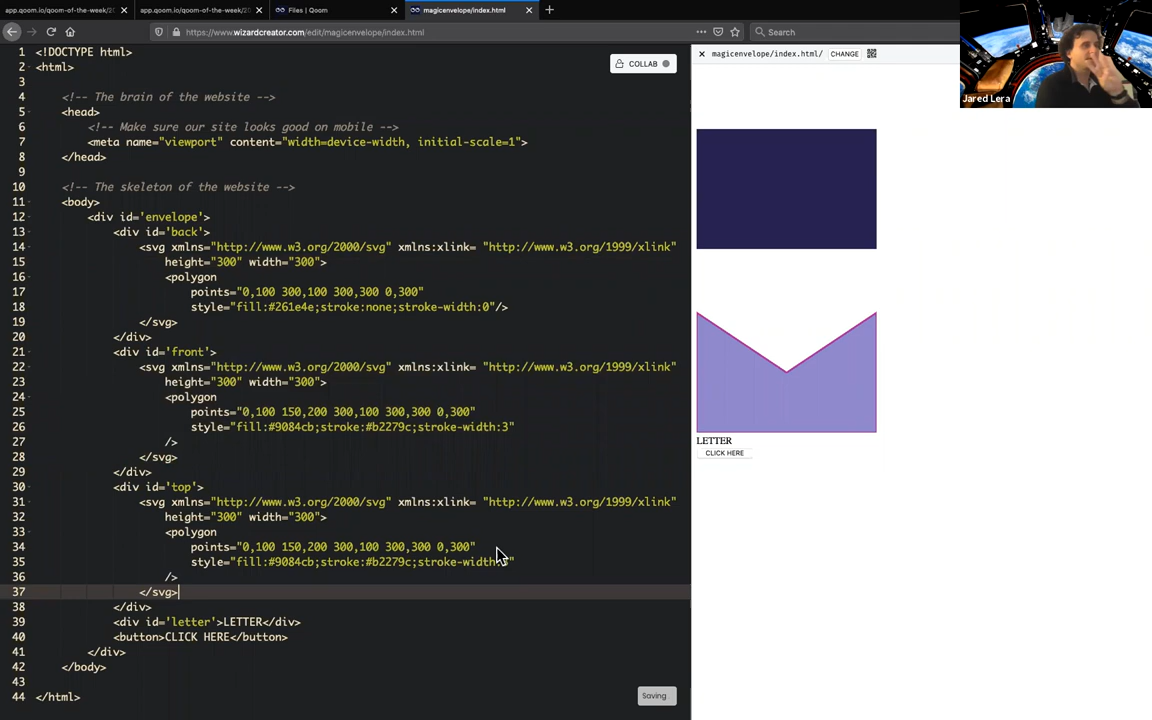 app.qoom.io/qoom-of-the-week/20
app.qoom.io/qoom-of-the-week/20
Files | Qoom
magicenvelope/index.html
https://www.wizardcreator.com/edit/magicenvelope/index.html
Search
COLLAB
magicenvelope/index.html/ CHANGE
Jared Lera
1 <!DOCTYPE html>
2 <html>
3
4 <!-- The brain of the website -->
5 <head>
6 <!-- Make sure our site looks good on mobile -->
7 <meta name="viewport" content="width=device-width, initial-scale=1">
8 </head>
9
10 <!-- The skeleton of the website -->
11 <body>
12 <div id='envelope'>
13 <div id='back'>
14 <svg xmlns="http://www.w3.org/2000/svg" xmlns:xlink= "http://www.w3.org/1999/xlink"
15 height="300" width="300">
16 <polygon
17 points="0,100 300,100 300,300 0,300"
18 style="fill:#261e4e;stroke:none;stroke-width:0"/>
19 </svg>
20 </div>
21 <div id='front'>
22 <svg xmlns="http://www.w3.org/2000/svg" xmlns:xlink= "http://www.w3.org/1999/xlink"
23 height="300" width="300">
24 <polygon
25 points="0,100 150,200 300,100 300,300 0,300"
26 style="fill:#9084cb;stroke:#b2279c;stroke-width:3"
27 />
28 </svg>
29 </div>
30 <div id='top'>
31 <svg xmlns="http://www.w3.org/2000/svg" xmlns:xlink= "http://www.w3.org/1999/xlink"
32 height="300" width="300">
33 <polygon
34 points="0,100 150,200 300,100 300,300 0,300"
35 style="fill:#9084cb;stroke:#b2279c;stroke-width
36 />
37 </svg>
38 </div>
39 <div id='letter'>LETTER</div>
40 <button>CLICK HERE</button>
41 </div>
42 </body>
43
44 </html>
LETTER
CLICK HERE
Saving